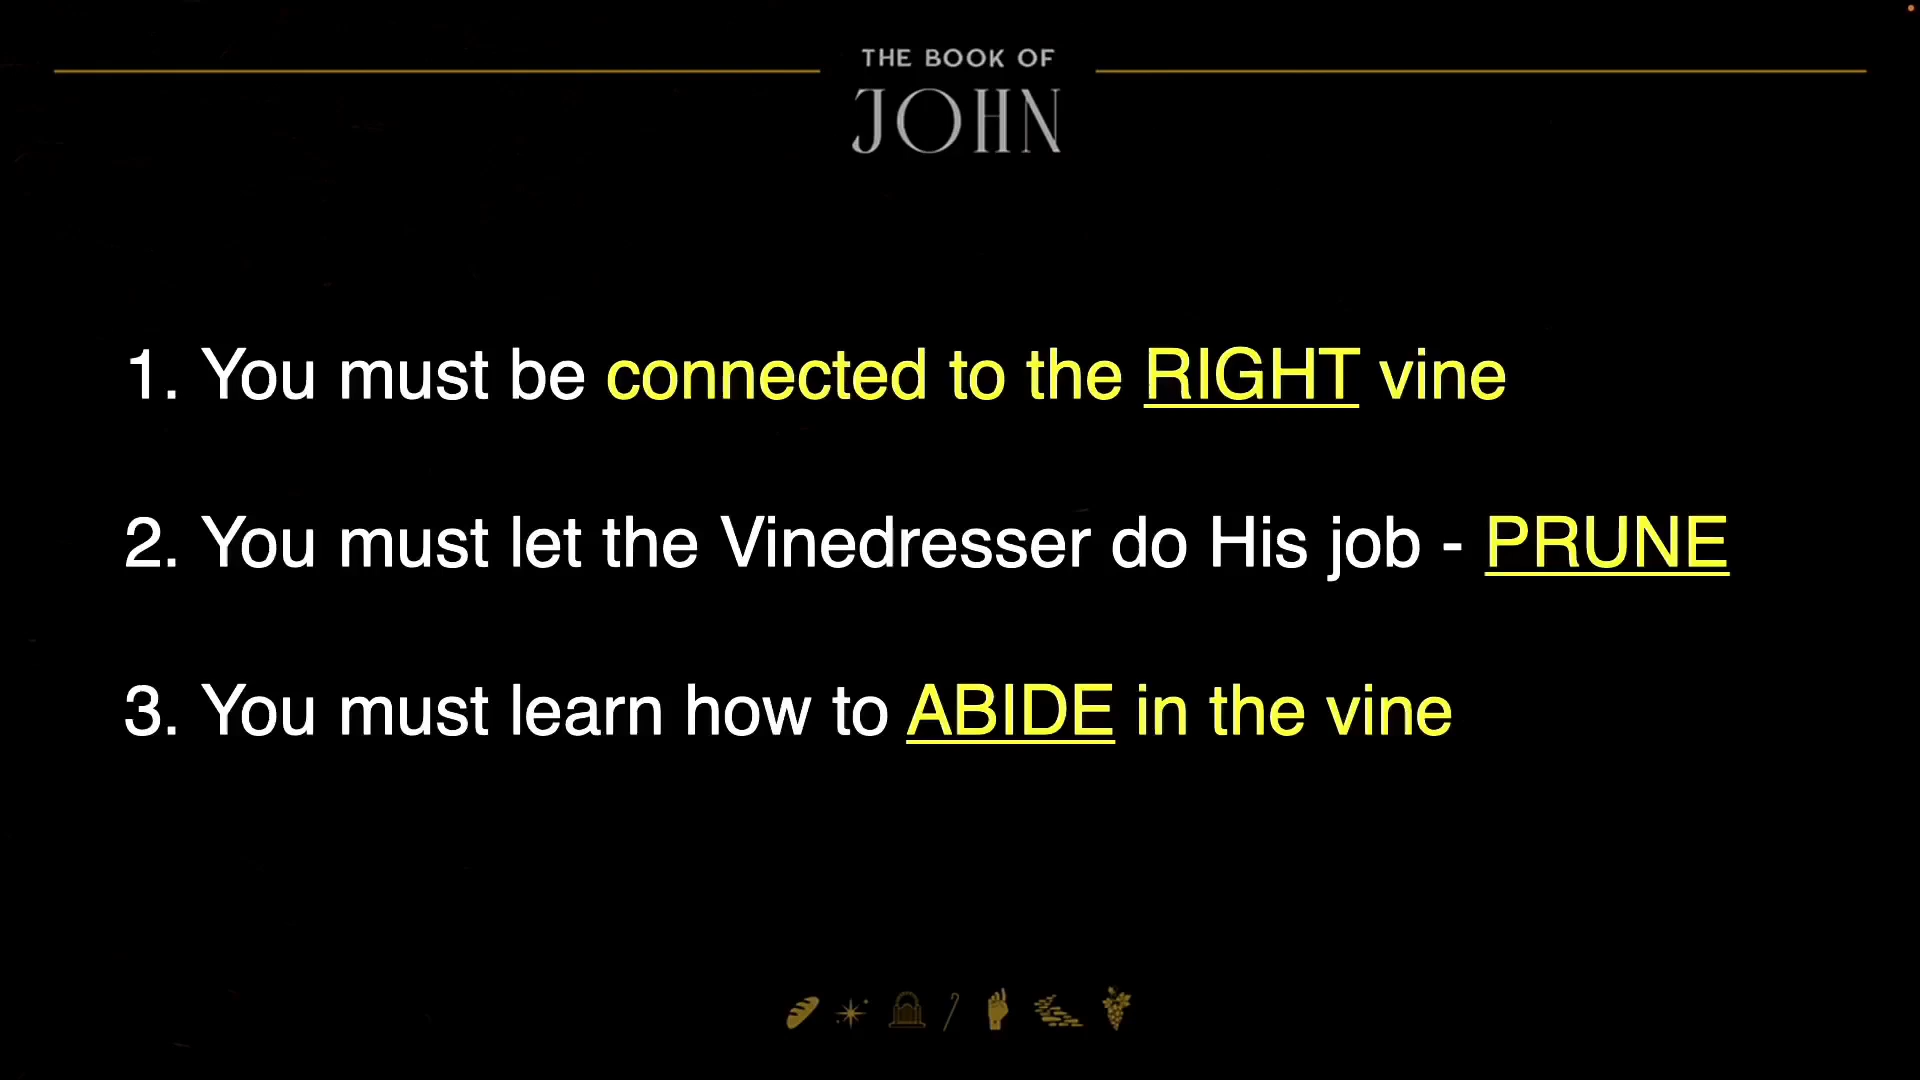 THE BOOK OF
JOHN
1. You must be connected to the RIGHT vine
2. You must let the Vinedresser do His job - PRUNE
3. You must learn how to ABIDE in the vine